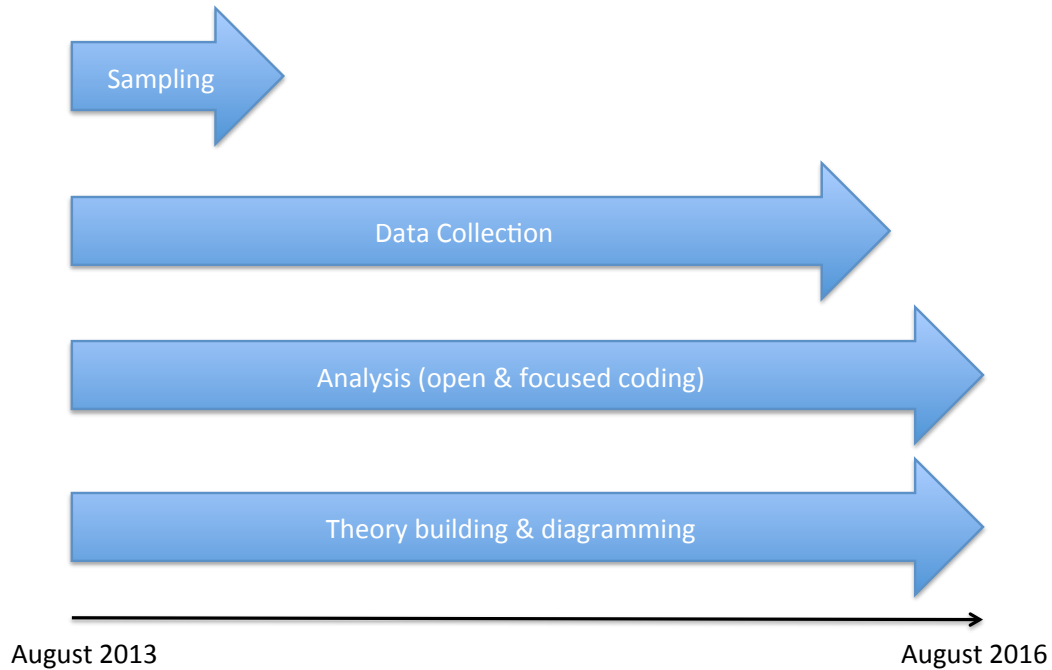 Sampling
Data Collection
Analysis (open & focused coding)
Theory building & diagramming
August 2013
August 2016